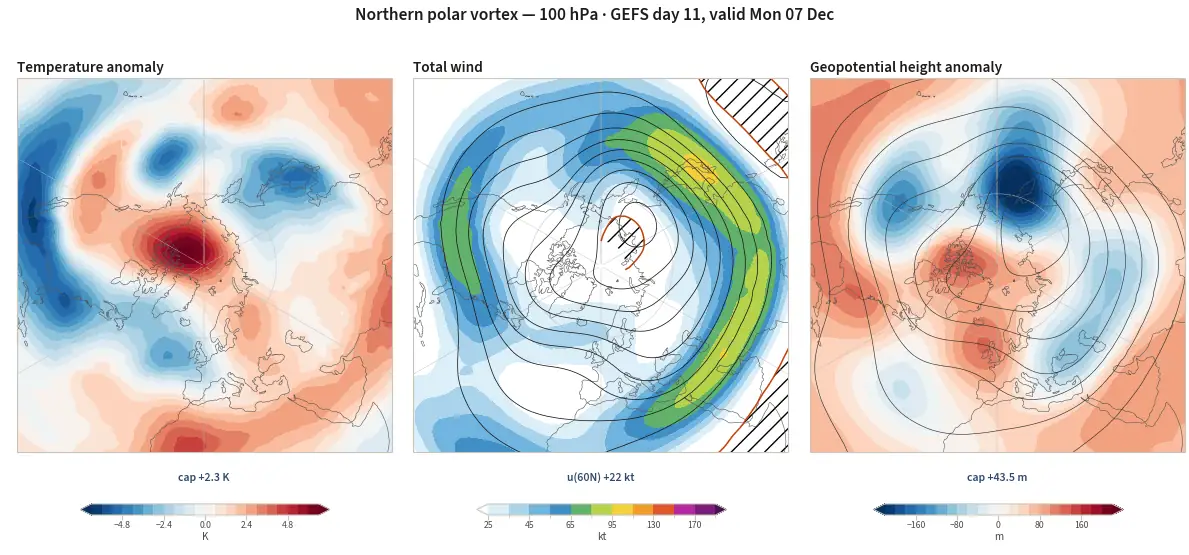 Northern polar vortex — 100 hPa · GEFS day 11, valid Mon 07 Dec
Temperature anomaly
Total wind
Geopotential height anomaly
cap +2.3 K
u(60N) +22 kt
cap +43.5 m
−4.8 −2.4 0.0 2.4 4.8
K
25 45 65 95 130 170
kt
−160 −80 0 80 160
m